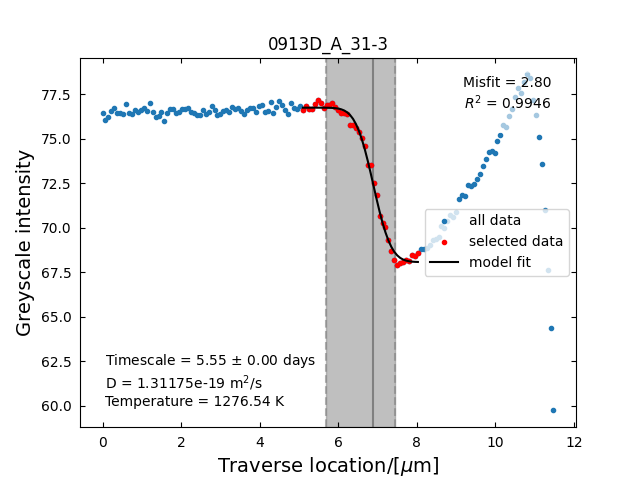 0913D_A_31-3
Misfit = 2.80
R² = 0.9946
77.5
75.0
72.5
70.0
67.5
65.0
62.5
60.0
Greyscale intensity
all data
selected data
model fit
Timescale = 5.55 ± 0.00 days
D = 1.31175e-19 m²/s
Temperature = 1276.54 K
0 2 4 6 8 10 12
Traverse location/[μm]